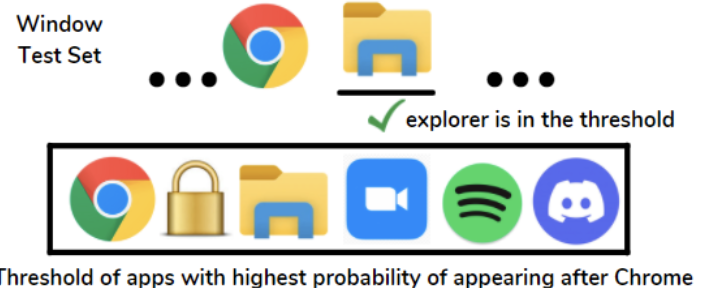 Window
Test Set
explorer is in the threshold
Threshold of apps with highest probability of appearing after Chrome